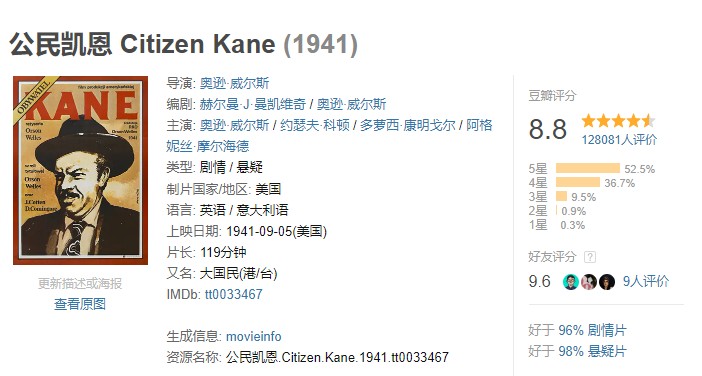 公民凯恩 Citizen Kane (1941)
film produkcji amerykańskiej
OBYWATEL
KANE
reżyseria
Orson
Welles
w roli
tytułowej
Orson
Welles
oraz
J.Cotten
D.Comingore
更新描述或海报
查看原图
导演: 奥逊·威尔斯
编剧: 赫尔曼·J·曼凯维奇 / 奥逊·威尔斯
主演: 奥逊·威尔斯 / 约瑟夫·科顿 / 多萝西·康明戈尔 / 阿格
妮丝·摩尔海德
类型: 剧情 / 悬疑
制片国家/地区: 美国
语言: 英语 / 意大利语
上映日期: 1941-09-05(美国)
片长: 119分钟
又名: 大国民(港/台)
IMDb: tt0033467
生成信息: movieinfo
资源名称: 公民凯恩.Citizen.Kane.1941.tt0033467
豆瓣评分
8.8
128081人评价
5星 52.5%
4星 36.7%
3星 9.5%
2星 0.9%
1星 0.3%
好友评分 ?
9.6 9人评价
好于 96% 剧情片
好于 98% 悬疑片